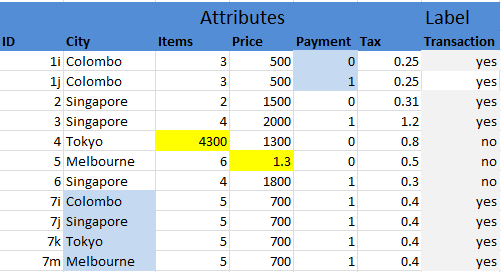 Attributes Label
ID City Items Price Payment Tax Transaction
1i Colombo 3 500 0 0.25 yes
1j Colombo 3 500 1 0.25 yes
2 Singapore 2 1500 0 0.31 yes
3 Singapore 4 2000 1 1.2 yes
4 Tokyo 4300 1300 0 0.8 no
5 Melbourne 6 1.3 0 0.5 no
6 Singapore 4 1800 1 0.3 no
7i Colombo 5 700 1 0.4 yes
7j Singapore 5 700 1 0.4 yes
7k Tokyo 5 700 1 0.4 yes
7m Melbourne 5 700 1 0.4 yes